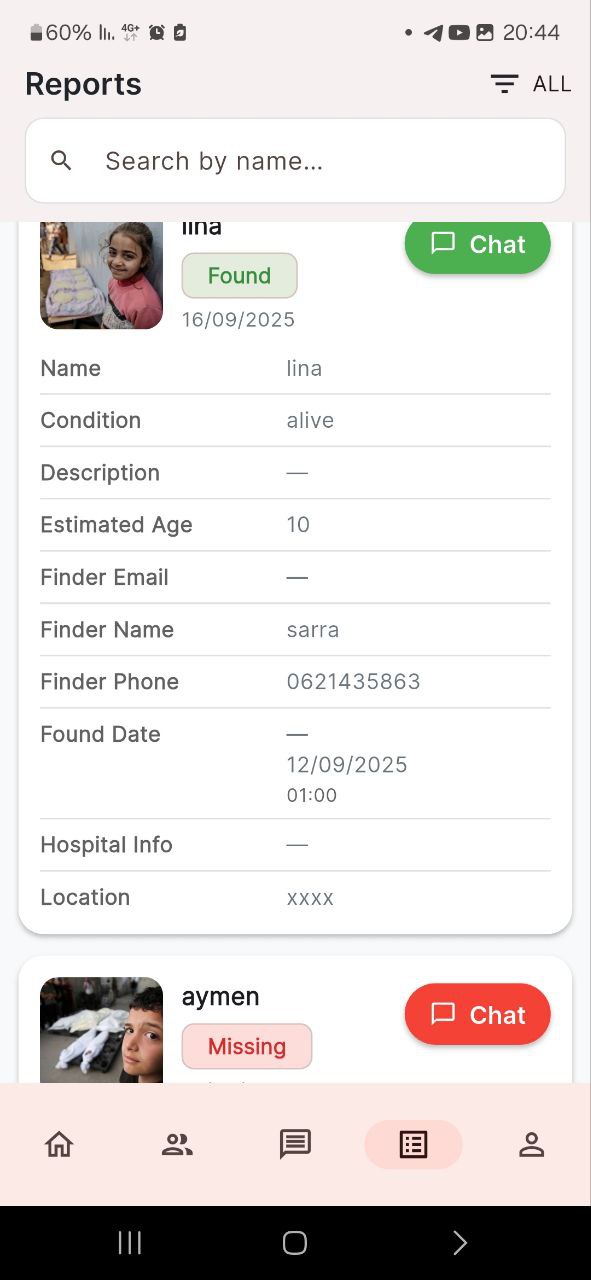 60% 4G+ 20:44
Reports ALL
Search by name...
lina
Chat
Found
16/09/2025
Name lina
Condition alive
Description —
Estimated Age 10
Finder Email —
Finder Name sarra
Finder Phone 0621435863
Found Date —
12/09/2025
01:00
Hospital Info —
Location xxxx
aymen
Chat
Missing